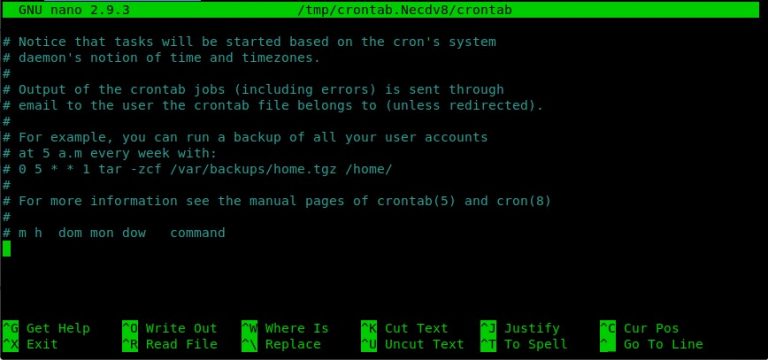 GNU nano 2.9.3 /tmp/crontab.Necdv8/crontab
# Notice that tasks will be started based on the cron's system
# daemon's notion of time and timezones.
#
# Output of the crontab jobs (including errors) is sent through
# email to the user the crontab file belongs to (unless redirected).
#
# For example, you can run a backup of all your user accounts
# at 5 a.m every week with:
# 0 5 * * 1 tar -zcf /var/backups/home.tgz /home/
#
# For more information see the manual pages of crontab(5) and cron(8)
#
# m h  dom mon dow   command
^G Get Help ^O Write Out ^W Where Is ^K Cut Text ^J Justify ^C Cur Pos
^X Exit ^R Read File ^\ Replace ^U Uncut Text ^T To Spell ^_ Go To Line